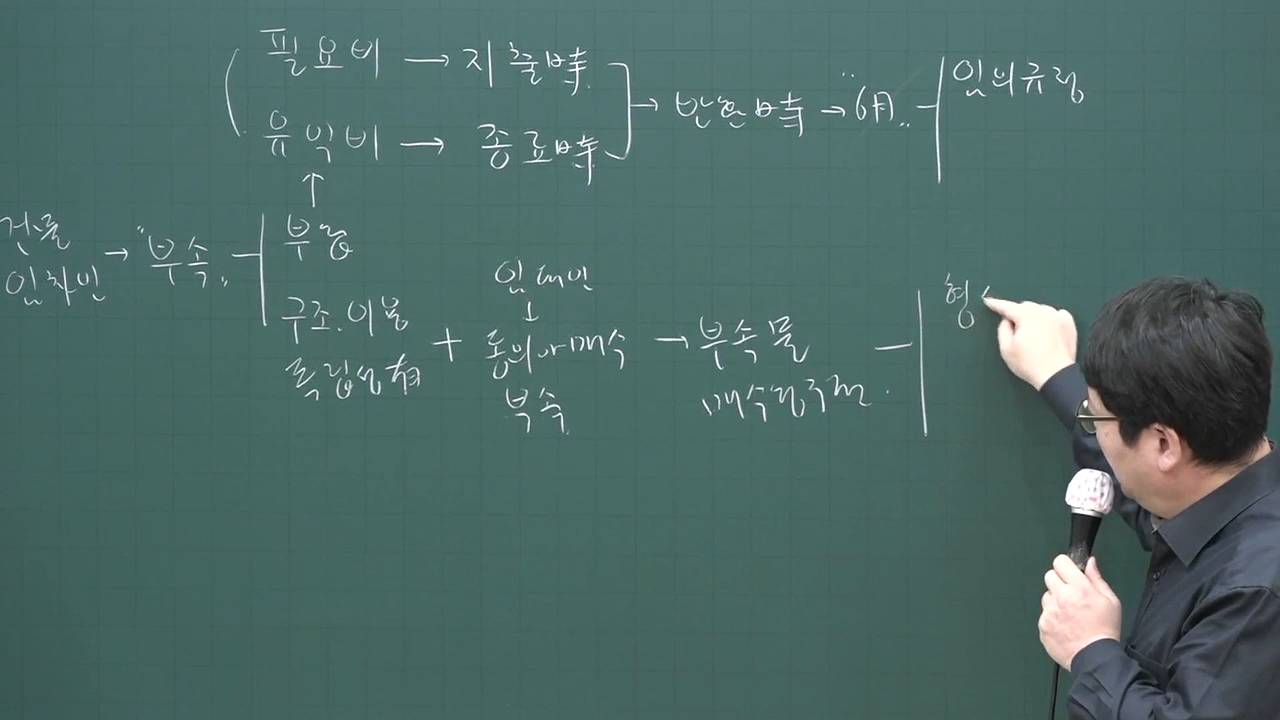 필요비 → 지출時
유익비 → 종료時
→ 반환時 → "6月"
임의규정
건물
임차인 → "부속"
부합
구조.이용
독립성 有
+
임대인
↓
동의 or 매수
부속
→ 부속물
매수청구권.
형